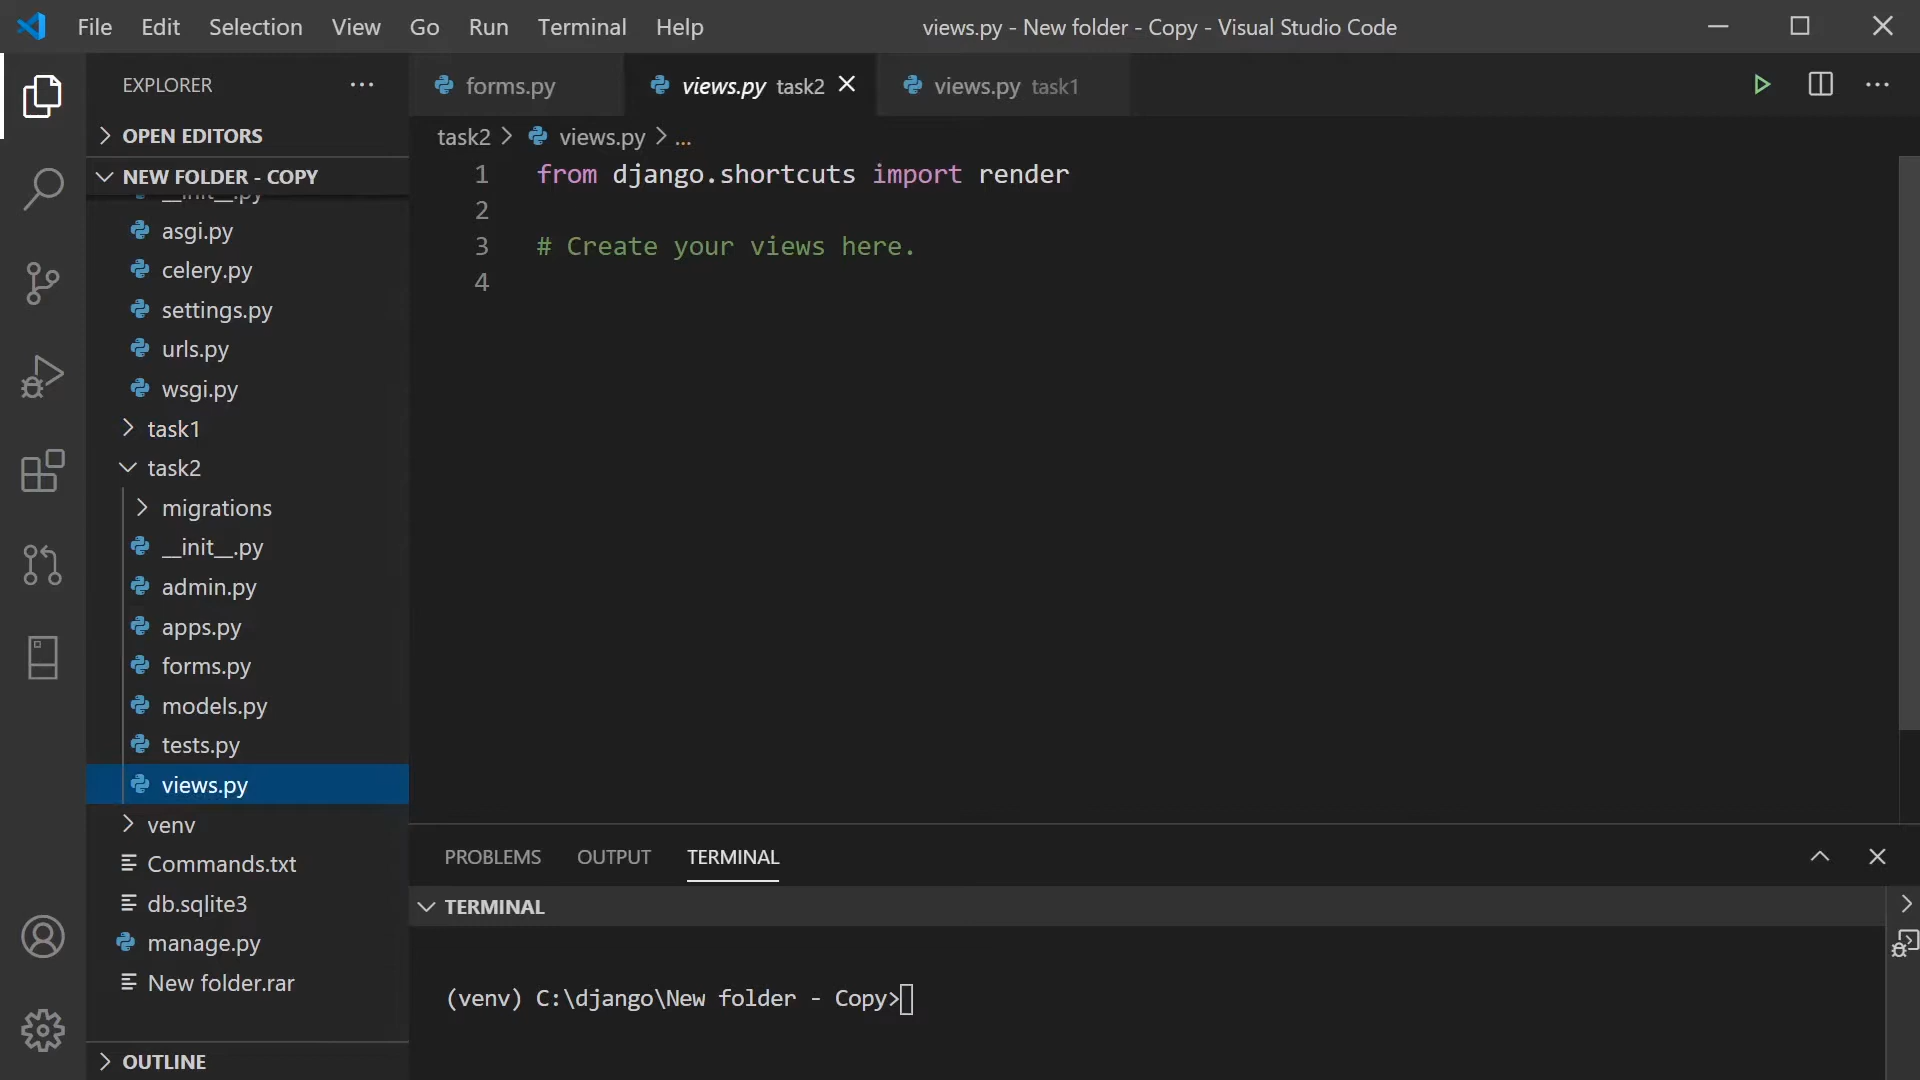 File Edit Selection View Go Run Terminal Help
views.py - New folder - Copy - Visual Studio Code
EXPLORER
OPEN EDITORS
NEW FOLDER - COPY
__init__.py
asgi.py
celery.py
settings.py
urls.py
wsgi.py
task1
task2
migrations
__init__.py
admin.py
apps.py
forms.py
models.py
tests.py
views.py
venv
Commands.txt
db.sqlite3
manage.py
New folder.rar
OUTLINE
forms.py
views.py task2
views.py task1
task2 > views.py > ...
1 from django.shortcuts import render
2
3 # Create your views here.
4
PROBLEMS OUTPUT TERMINAL
TERMINAL
(venv) C:\django\New folder - Copy>